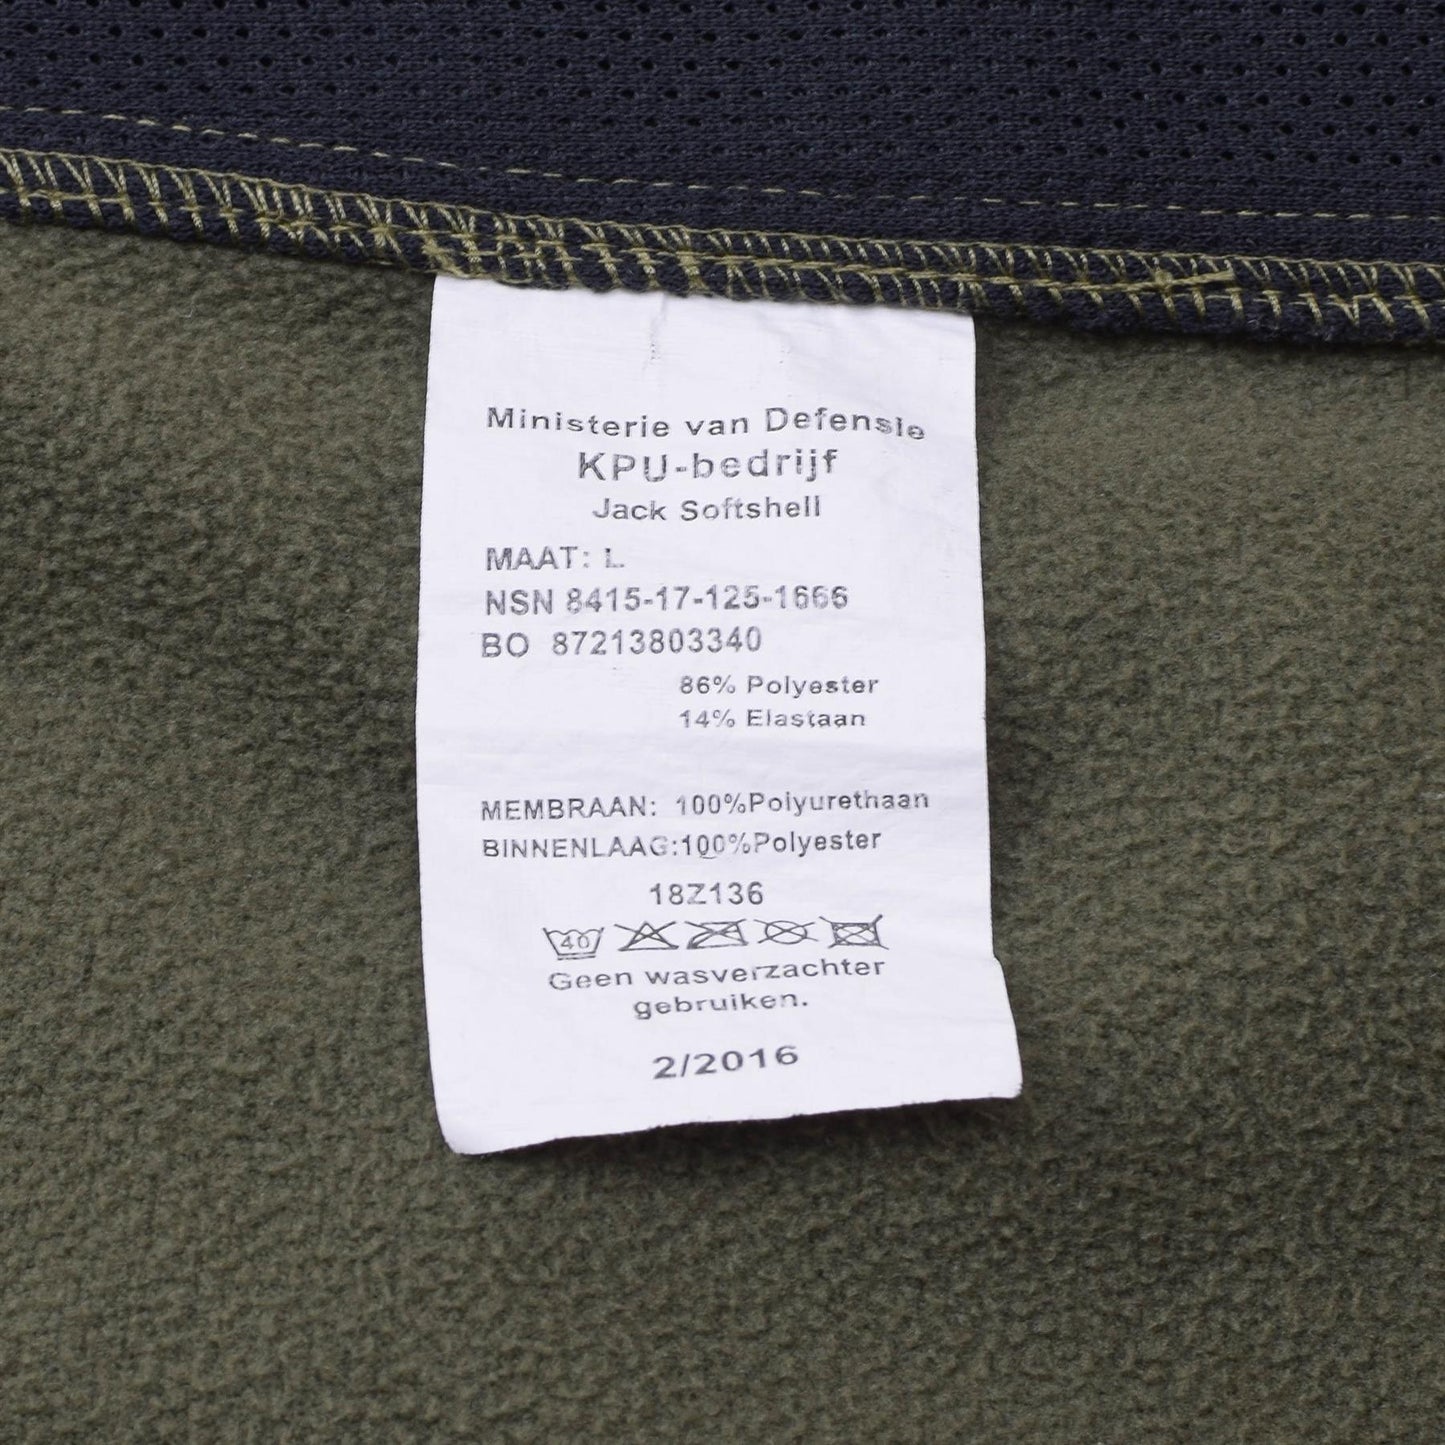 Ministerie van Defensie
KPU-bedrijf
Jack Softshell
MAAT: L
NSN 8415-17-125-1666
BO 87213803340
86% Polyester
14% Elastaan
MEMBRAAN: 100%Polyurethaan
BINNENLAAG:100%Polyester
18Z136
40
Geen wasverzachter
gebruiken.
2/2016